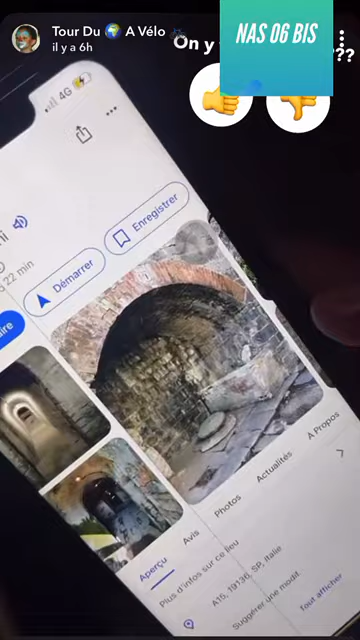 Tour Du 🌍 A Vélo
il y a 6h
On y
???
NAS 06 BIS
4G
22 min
Démarrer
Enregistrer
Aperçu
Avis
Photos
Actualités
À Propos
Plus d'infos sur ce lieu
A15, 19136, SP, Italie
Suggérer une modif.
Tout afficher